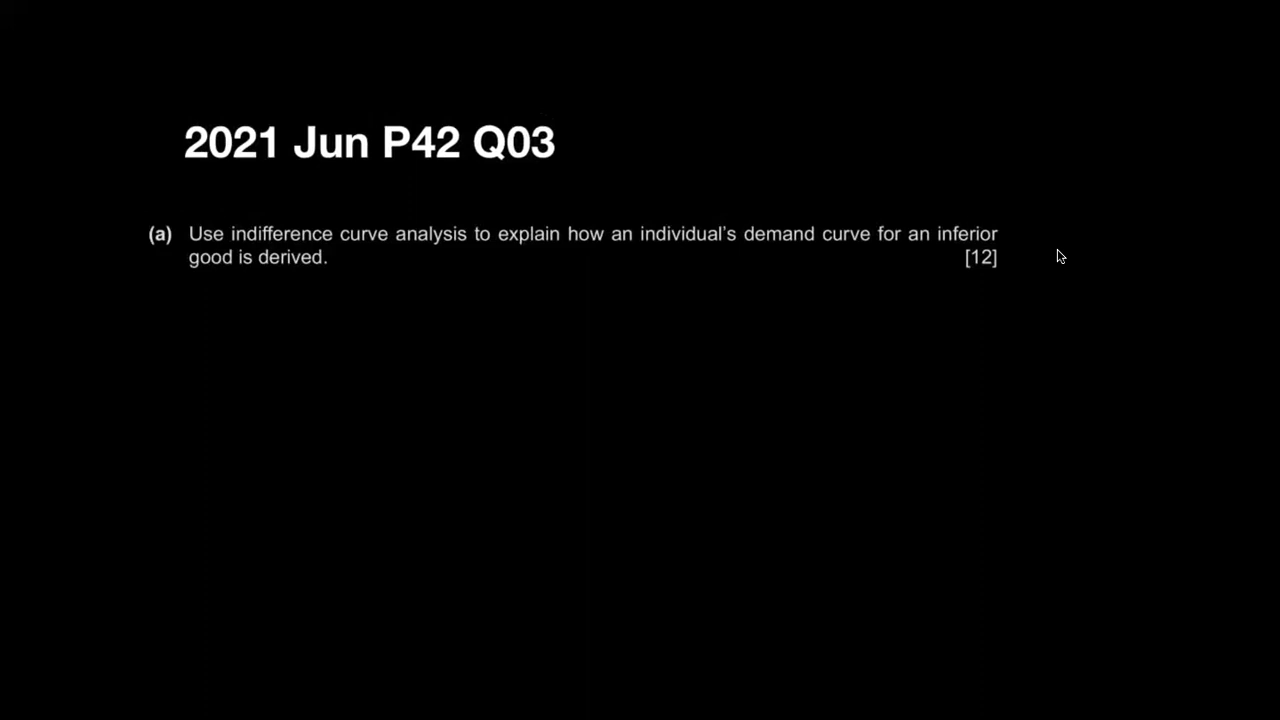 2021 Jun P42 Q03
(a) Use indifference curve analysis to explain how an individual's demand curve for an inferior
good is derived. [12]